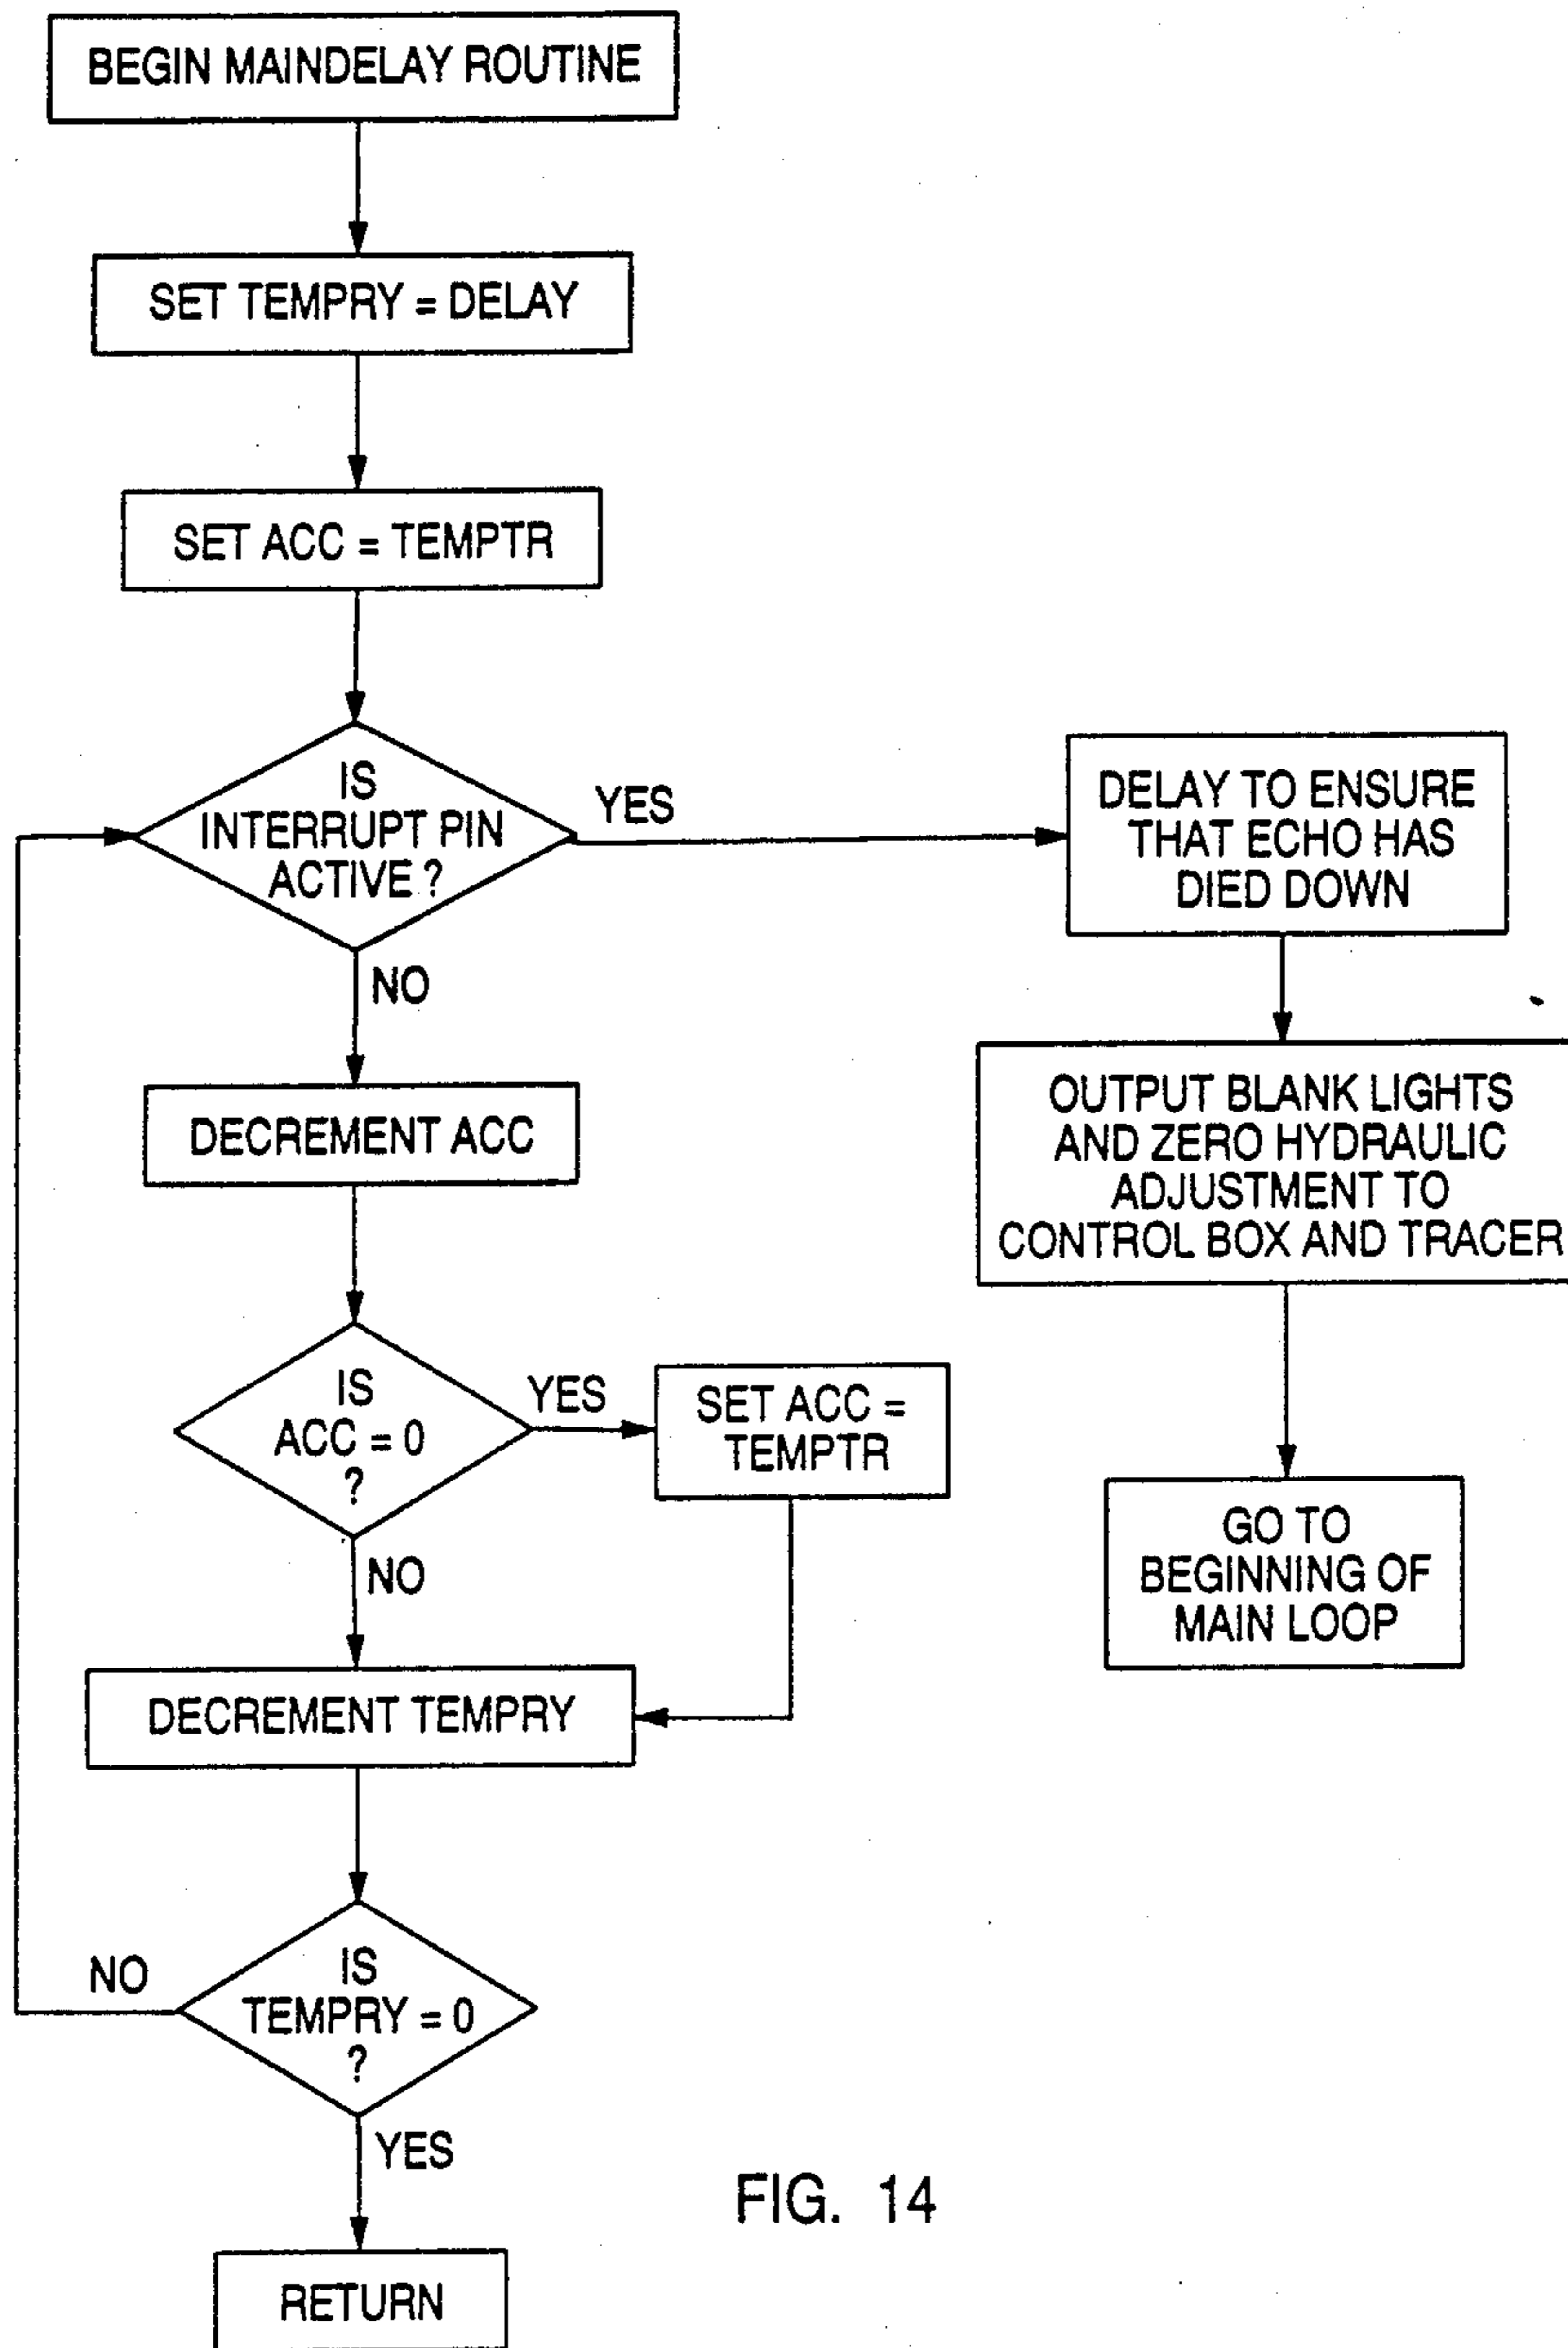 BEGIN MAINDELAY ROUTINE
SET TEMPRY = DELAY
SET ACC = TEMPTR
IS
INTERRUPT PIN
ACTIVE ?
YES
DELAY TO ENSURE
THAT ECHO HAS
DIED DOWN
NO
OUTPUT BLANK LIGHTS
AND ZERO HYDRAULIC
ADJUSTMENT TO
CONTROL BOX AND TRACER
DECREMENT ACC
IS
ACC = 0
?
YES
SET ACC =
TEMPTR
GO TO
BEGINNING OF
MAIN LOOP
NO
DECREMENT TEMPRY
IS
TEMPRY = 0
?
NO
YES
RETURN
FIG. 14